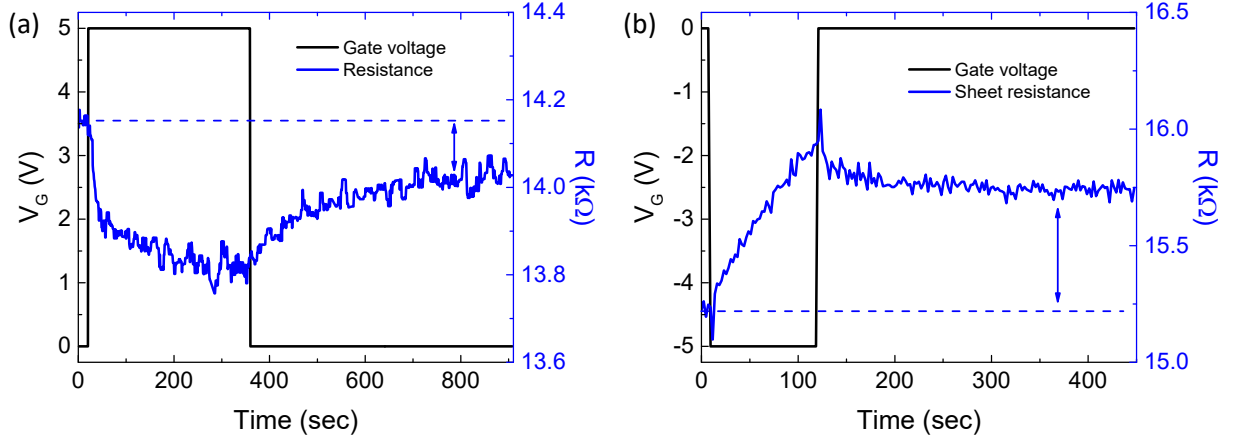 (a)
5
4
3
2
1
0
V_G (V)
14.4
14.2
14.0
13.8
13.6
R (kΩ)
Gate voltage
Resistance
0 200 400 600 800
Time (sec)
(b)
0
-1
-2
-3
-4
-5
V_G (V)
16.5
16.0
15.5
15.0
R (kΩ)
Gate voltage
Sheet resistance
0 100 200 300 400
Time (sec)